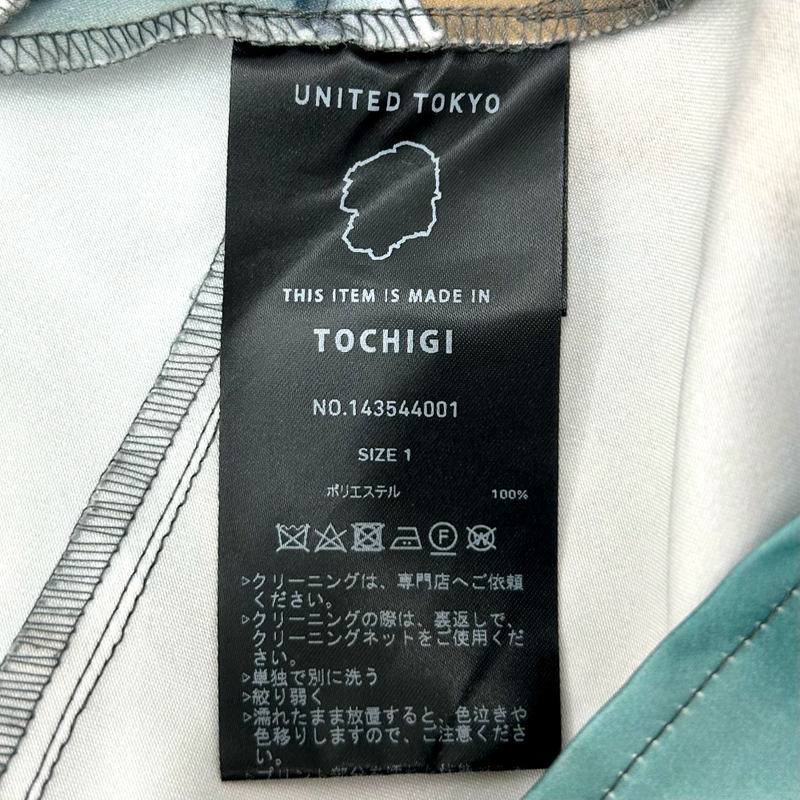 UNITED TOKYO
THIS ITEM IS MADE IN
TOCHIGI
NO.143544001
SIZE 1
ポリエステル 100%
F W
>クリーニングは、専門店へご依頼
ください。
>クリーニングの際は、裏返しで、
クリーニングネットをご使用くだ
さい。
>単独で別に洗う
>絞り弱く
>濡れたまま放置すると、色泣きや
色移りしますので、ご注意くださ
い。